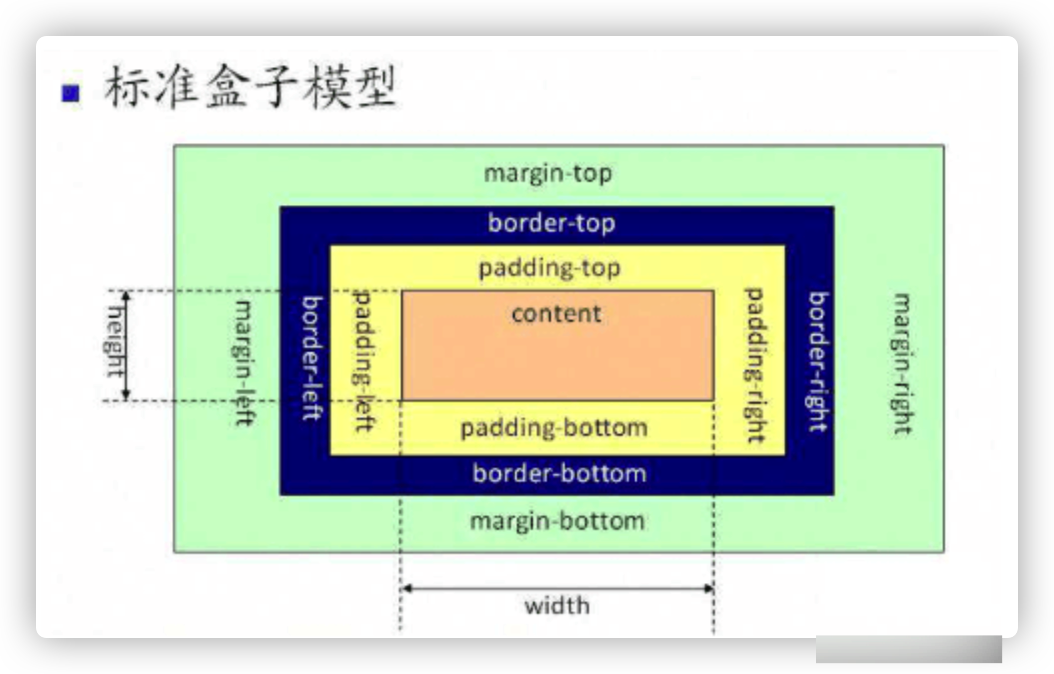 标准盒子模型
margin-top
border-top
padding-top
content
height
margin-left
border-left
padding-left
padding-right
border-right
margin-right
padding-bottom
border-bottom
margin-bottom
width